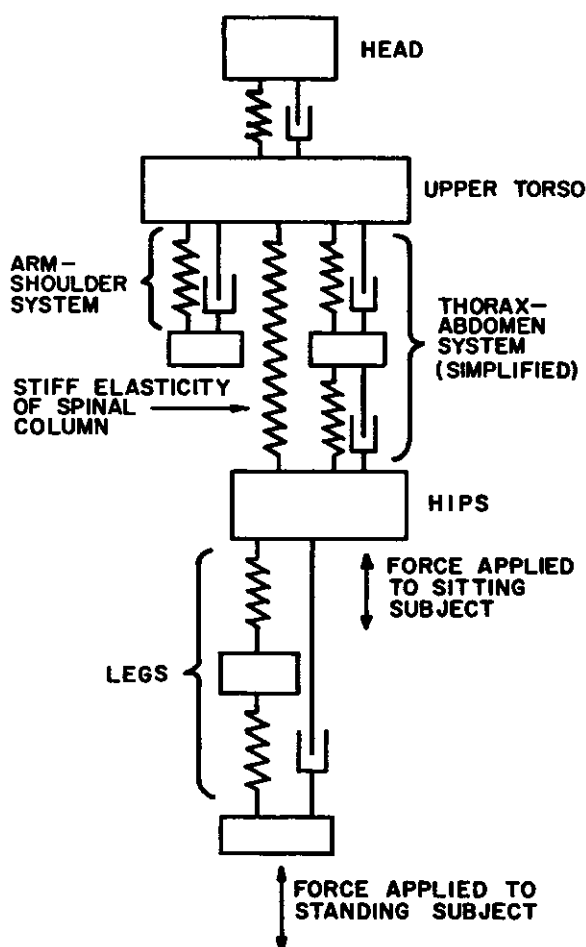 HEAD
UPPER TORSO
ARM-
SHOULDER
SYSTEM
THORAX-
ABDOMEN
SYSTEM
(SIMPLIFIED)
STIFF ELASTICITY
OF SPINAL
COLUMN
HIPS
FORCE APPLIED
TO SITTING
SUBJECT
LEGS
FORCE APPLIED TO
STANDING SUBJECT